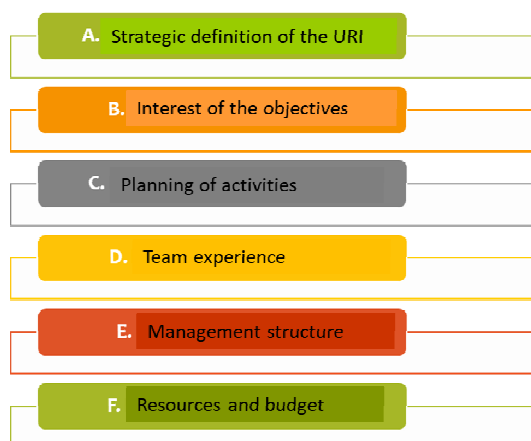 A. Strategic definition of the URI
B. Interest of the objectives
C. Planning of activities
D. Team experience
E. Management structure
F. Resources and budget